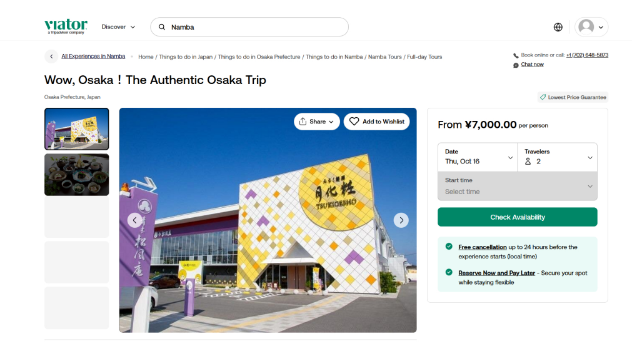 viator
a Tripadvisor company
Discover
Namba
All Experiences in Namba
Home / Things to do in Japan / Things to do in Osaka Prefecture / Things to do in Namba / Namba Tours / Full-day Tours
Book online or call +1 (702) 648-5873
Chat now
Wow, Osaka！The Authentic Osaka Trip
Osaka Prefecture, Japan
Lowest Price Guarantee
Share
Add to Wishlist
月化粧
TSUKIGESHO
松風庵
From ¥7,000.00 per person
Date
Thu, Oct 16
Travelers
2
Start time
Select time
Check Availability
Free cancellation up to 24 hours before the
experience starts (local time)
Reserve Now and Pay Later - Secure your spot
while staying flexible